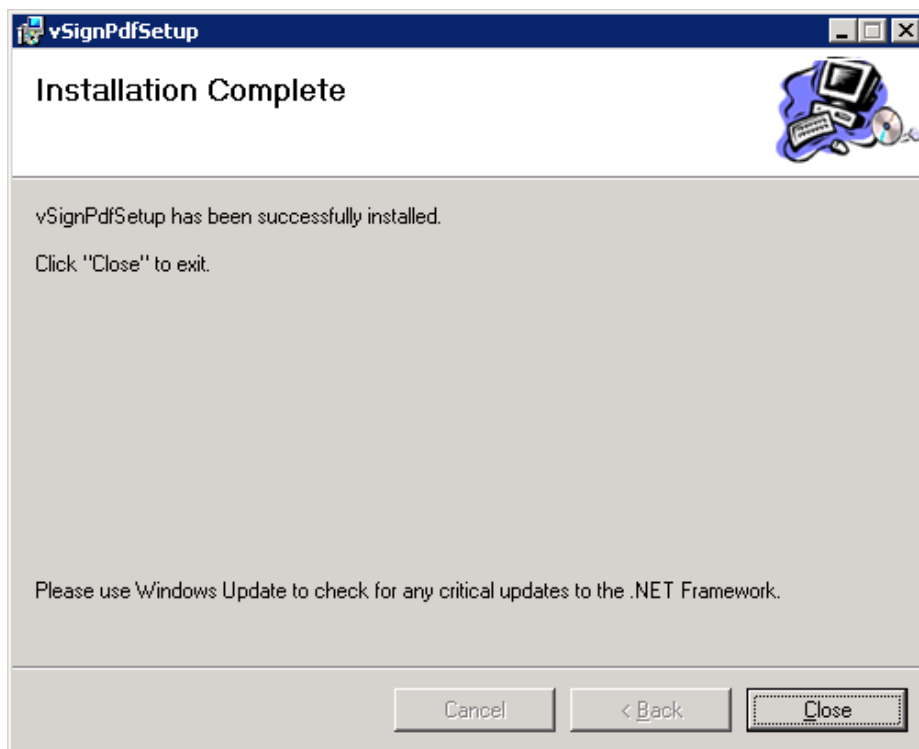 vSignPdfSetup
Installation Complete
vSignPdfSetup has been successfully installed.
Click "Close" to exit.
Please use Windows Update to check for any critical updates to the .NET Framework.
Cancel
< Back
Close